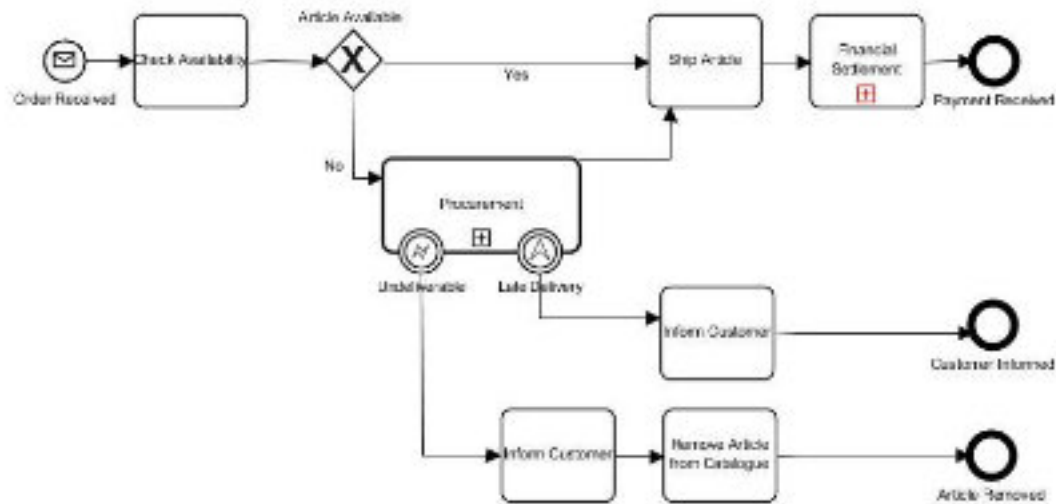 Article Available
Order Received
Check Availability
Yes
Ship Article
Financial
Settlement
Payment Received
No
Procurement
Undeliverable
Late Delivery
Inform Customer
Customer Informed
Inform Customer
Remove Article
from Catalogue
Article Removed